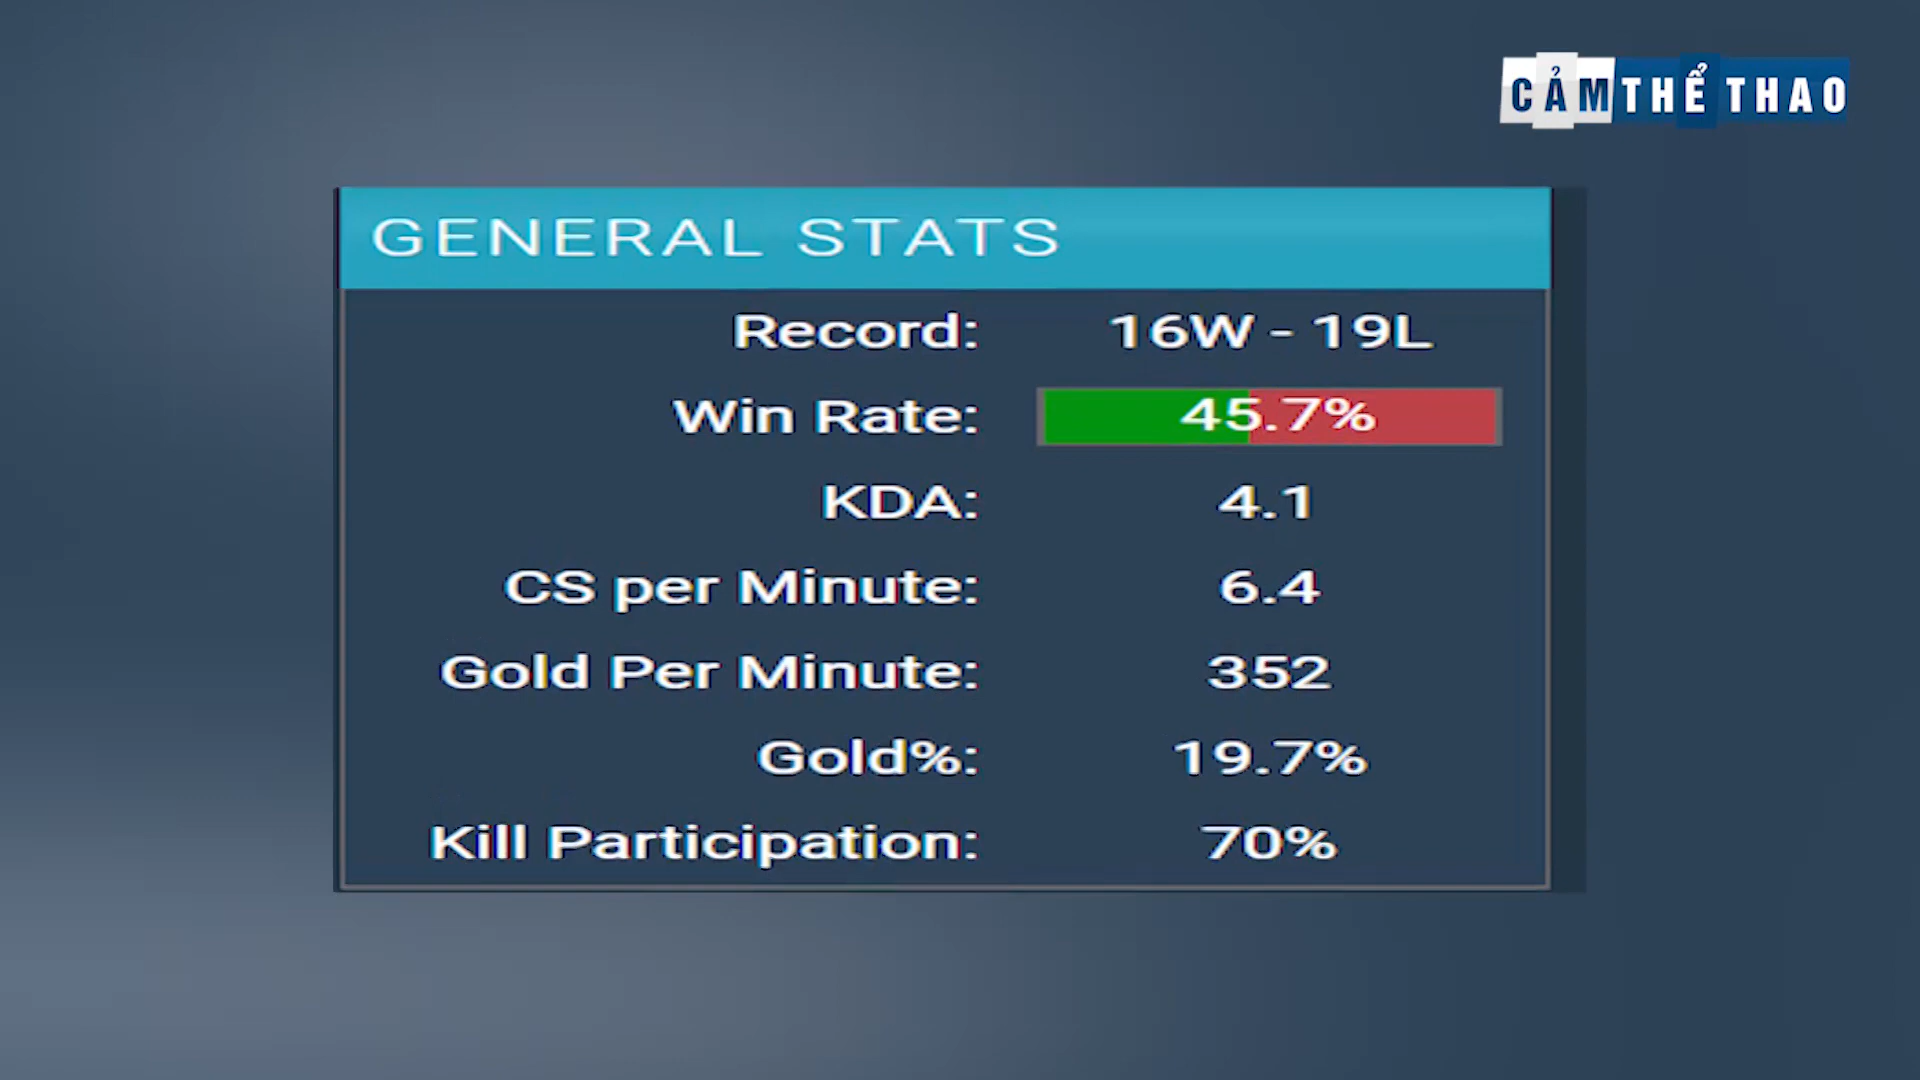 CẢM THỂ THAO
GENERAL STATS
Record: 16W - 19L
Win Rate: 45.7%
KDA: 4.1
CS per Minute: 6.4
Gold Per Minute: 352
Gold%: 19.7%
Kill Participation: 70%